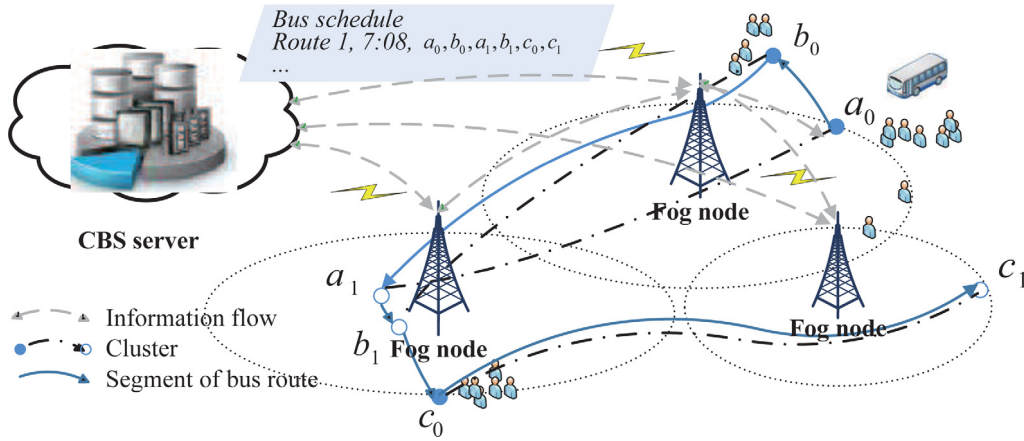 Bus schedule
Route 1, 7:08, a₀,b₀,a₁,b₁,c₀,c₁
...
b₀
a₀
Fog node
CBS server
a₁
c₁
Information flow
Fog node
Cluster
b₁
Fog node
Segment of bus route
c₀